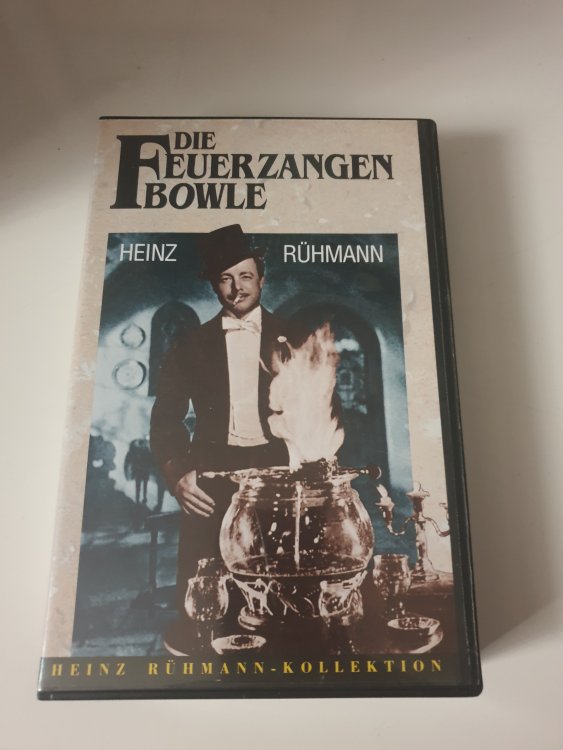 DIE
FEUERZANGEN
BOWLE
HEINZ RÜHMANN
HEINZ RÜHMANN-KOLLEKTION